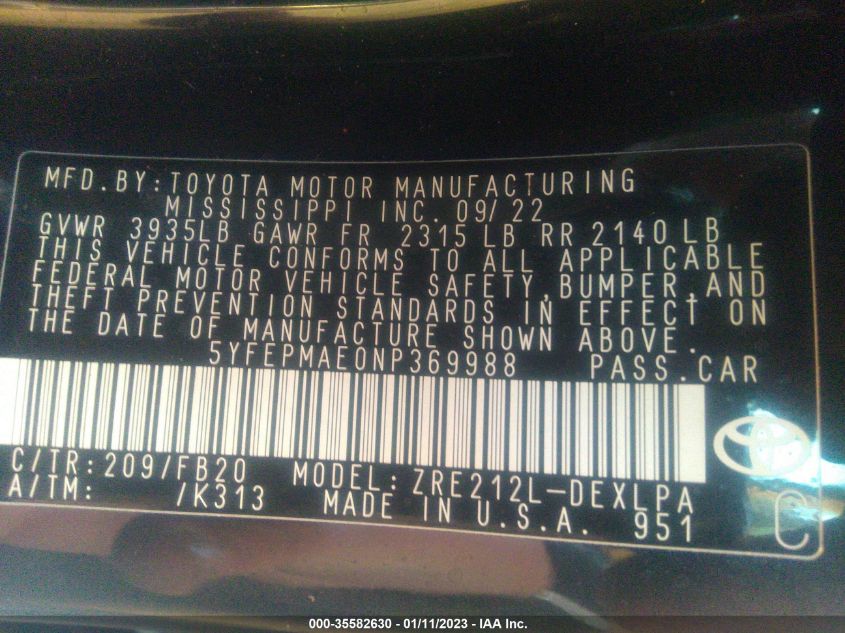 MFD.BY:TOYOTA MOTOR MANUFACTURING
MISSISSIPPI INC. 09/22
GVWR 3935LB GAWR FR 2315 LB RR 2140 LB
THIS VEHICLE CONFORMS TO ALL APPLICABLE
FEDERAL MOTOR VEHICLE SAFETY,BUMPER,AND
THEFT PREVENTION STANDARDS IN EFFECT ON
THE DATE OF MANUFACTURE SHOWN ABOVE.
5YFEPMAE0NP369988 PASS.CAR
C/TR:209/FB20 MODEL:ZRE212L-DEXLPA
A/TM: /K313 MADE IN U.S.A. 951
C
000-35582630 - 01/11/2023 - IAA Inc.